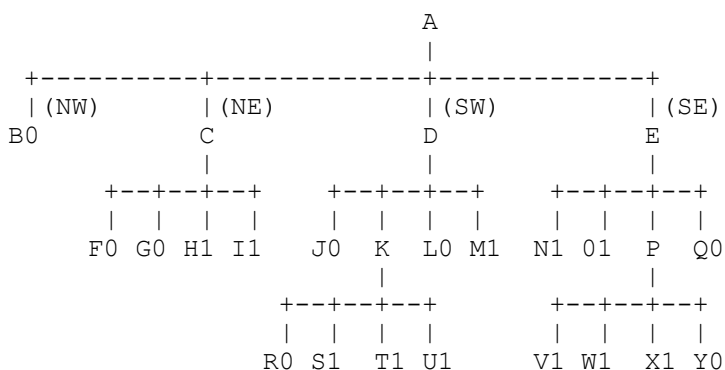 A
|
+----------+-------------+-------------+
|(NW) |(NE) |(SW) |(SE)
B0 C D E
| | |
+--+--+--+ +--+--+--+ +--+--+--+
| | | | | | | | | | | |
F0 G0 H1 I1 J0 K L0 M1 N1 O1 P Q0
| |
+--+--+--+ +--+--+--+
| | | | | | | |
R0 S1 T1 U1 V1 W1 X1 Y0